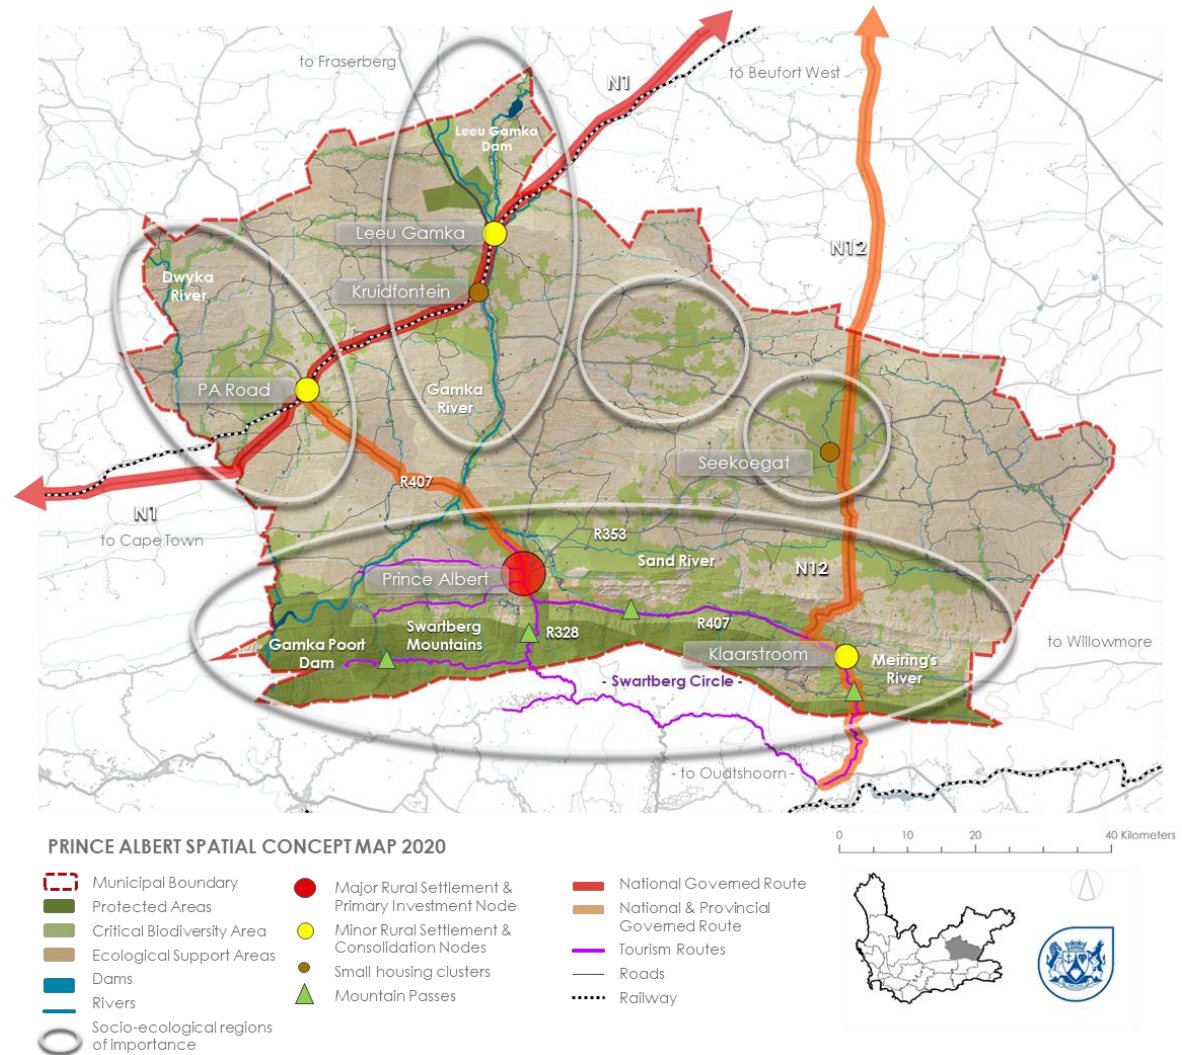 to Fraserberg
N1
to Beufort West
Leeu Gamka
Dam
Leeu Gamka
N12
Dwyka
River
Kruidfontein
PA Road
Gamka
River
Seekoegat
R407
N1
to Cape Town
R353
Sand River
N12
Prince Albert
Swartberg
Mountains
R328
R407
Gamka Poort
Dam
Klaarstroom
Meiring's
River
to Willowmore
- Swartberg Circle -
- to Oudtshoorn -
PRINCE ALBERT SPATIAL CONCEPT MAP 2020
0 10 20 40 Kilometers
Municipal Boundary
Protected Areas
Critical Biodiversity Area
Ecological Support Areas
Dams
Rivers
Socio-ecological regions
of importance
Major Rural Settlement &
Primary Investment Node
Minor Rural Settlement &
Consolidation Nodes
Small housing clusters
Mountain Passes
National Governed Route
National & Provincial
Governed Route
Tourism Routes
Roads
Railway